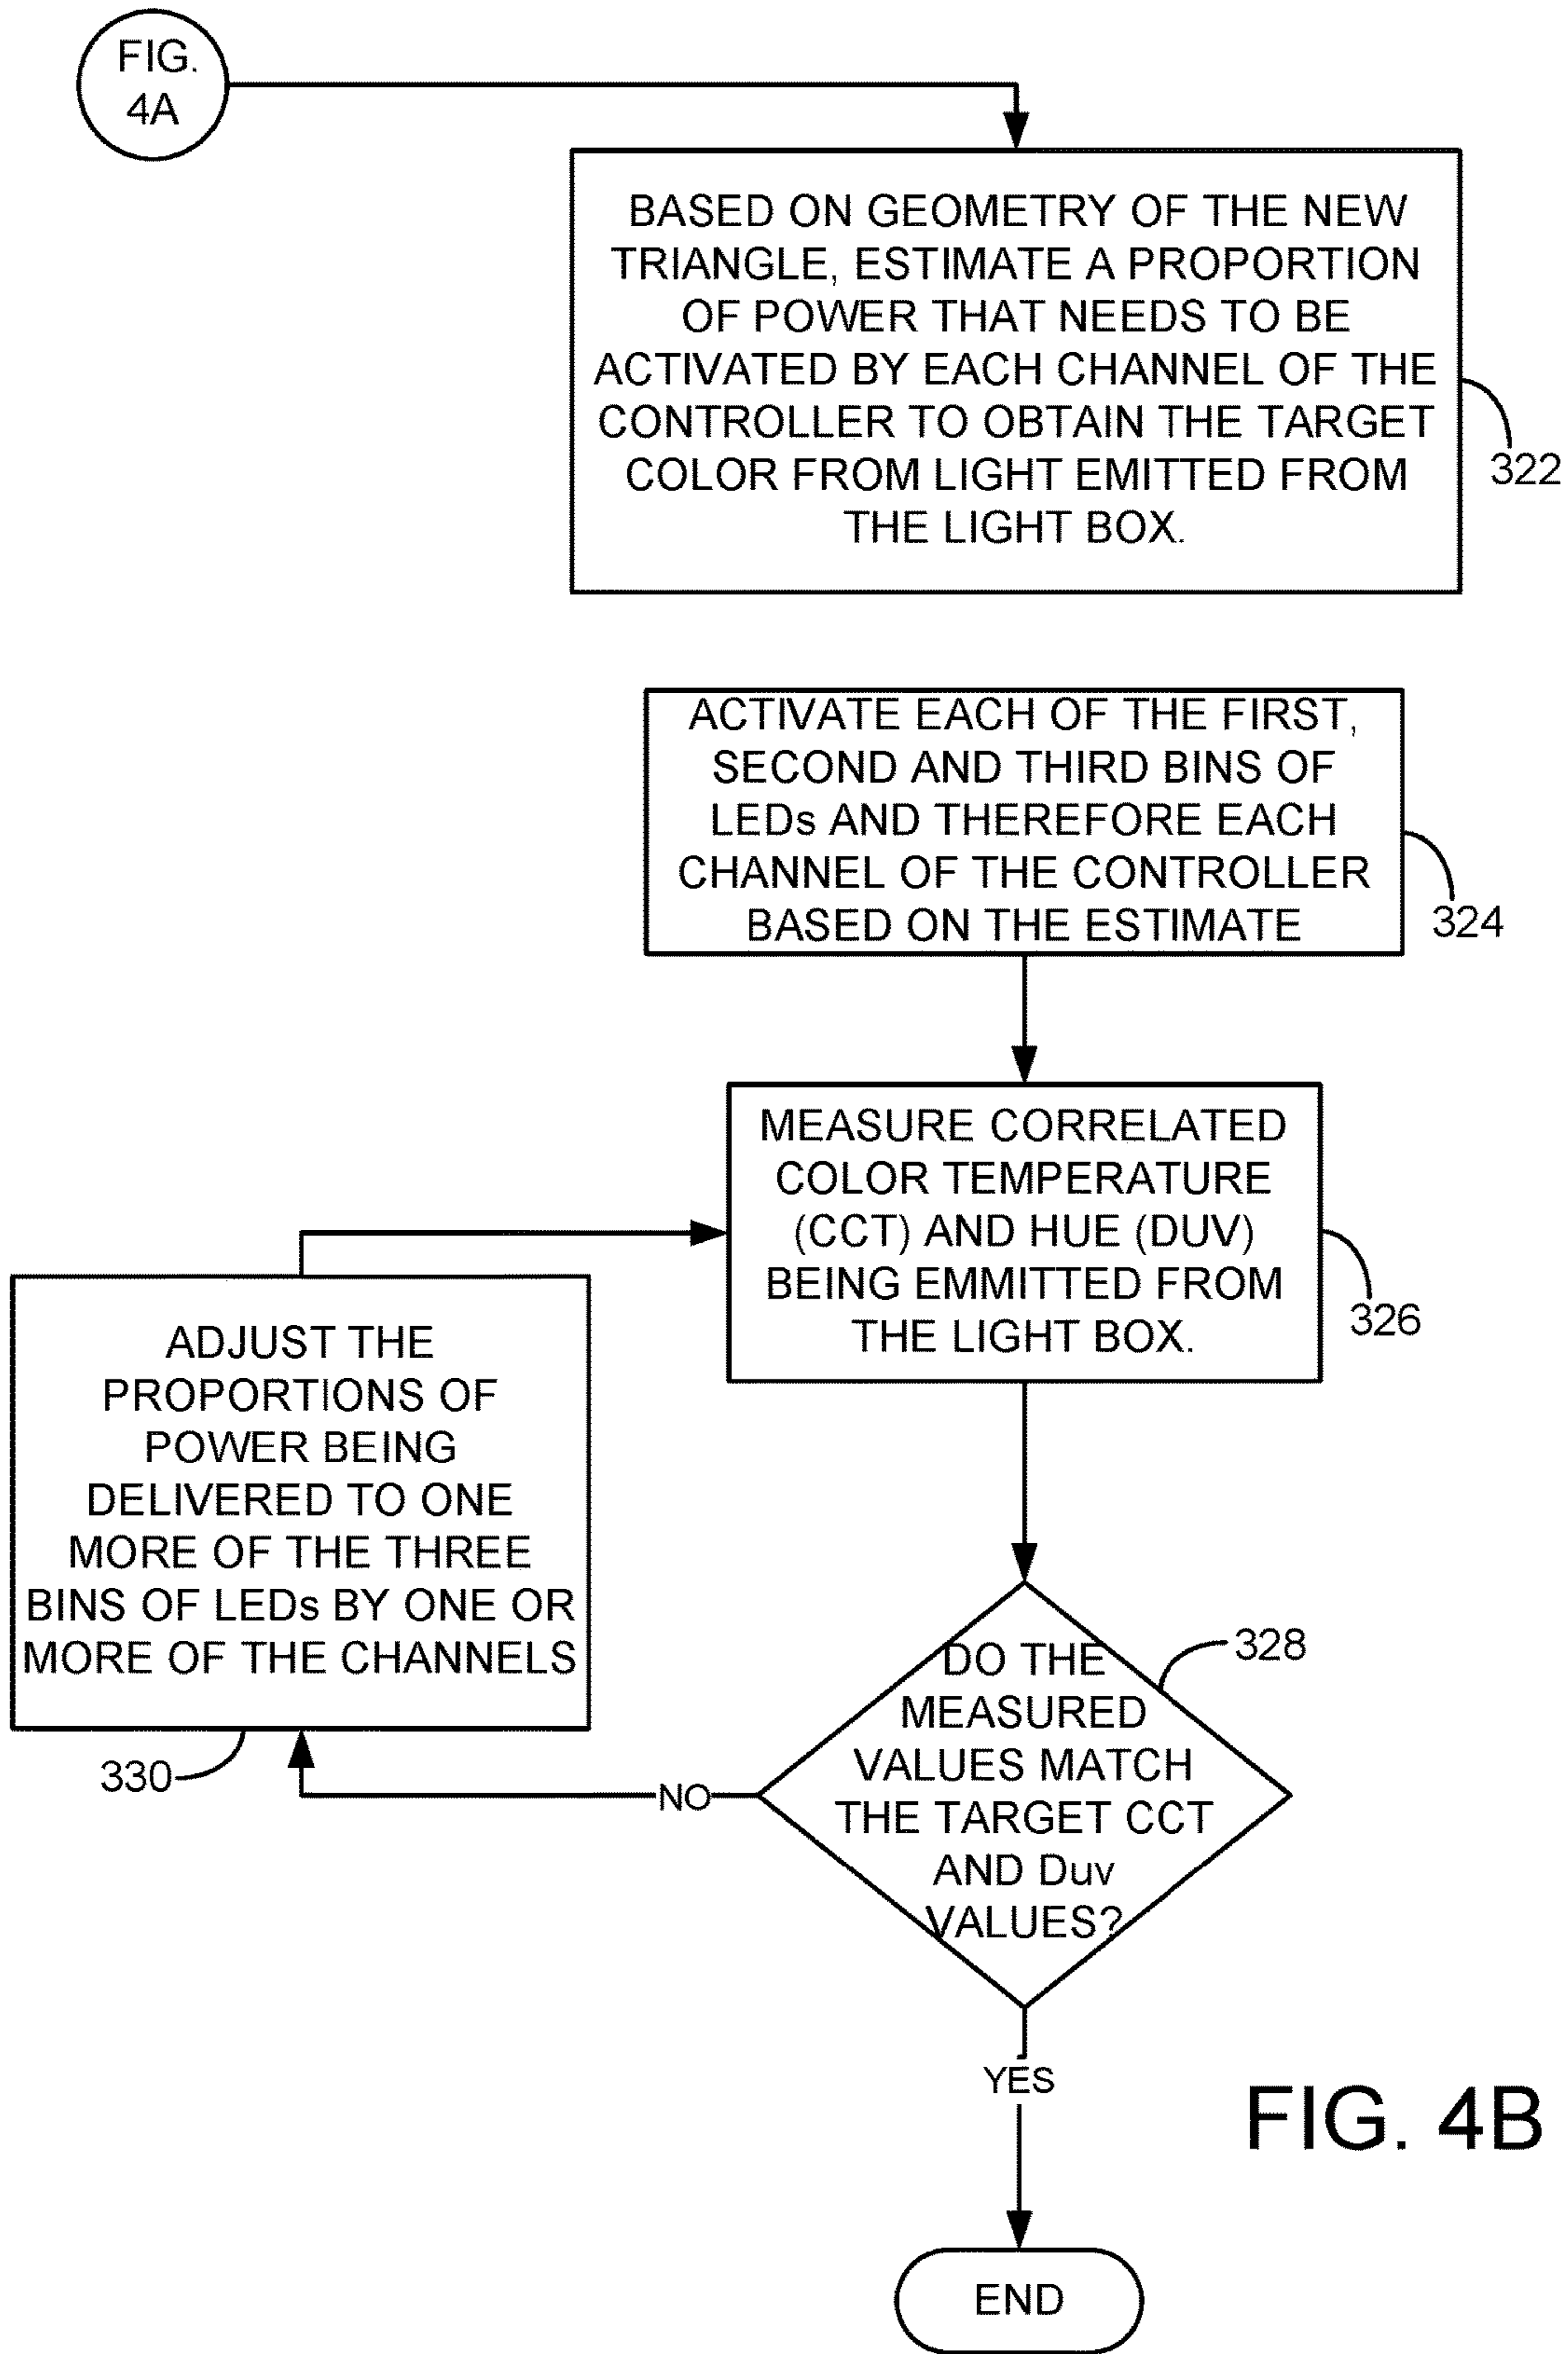 FIG.
4A
BASED ON GEOMETRY OF THE NEW
TRIANGLE, ESTIMATE A PROPORTION
OF POWER THAT NEEDS TO BE
ACTIVATED BY EACH CHANNEL OF THE
CONTROLLER TO OBTAIN THE TARGET
COLOR FROM LIGHT EMITTED FROM
THE LIGHT BOX.
322
ACTIVATE EACH OF THE FIRST,
SECOND AND THIRD BINS OF
LEDs AND THEREFORE EACH
CHANNEL OF THE CONTROLLER
BASED ON THE ESTIMATE
324
MEASURE CORRELATED
COLOR TEMPERATURE
(CCT) AND HUE (DUV)
BEING EMMITTED FROM
THE LIGHT BOX.
326
ADJUST THE
PROPORTIONS OF
POWER BEING
DELIVERED TO ONE
MORE OF THE THREE
BINS OF LEDs BY ONE OR
MORE OF THE CHANNELS
330
DO THE
MEASURED
VALUES MATCH
THE TARGET CCT
AND Duv
VALUES?
328
NO
YES
END
FIG. 4B